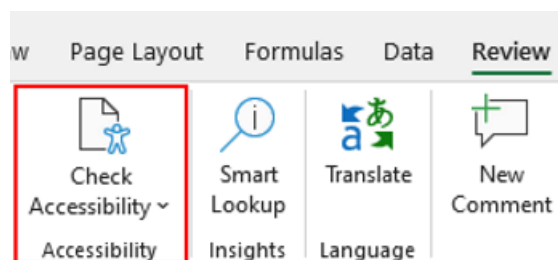 w Page Layout Formulas Data Review
Check Accessibility
Smart Lookup
Translate
New Comment
Accessibility Insights Language